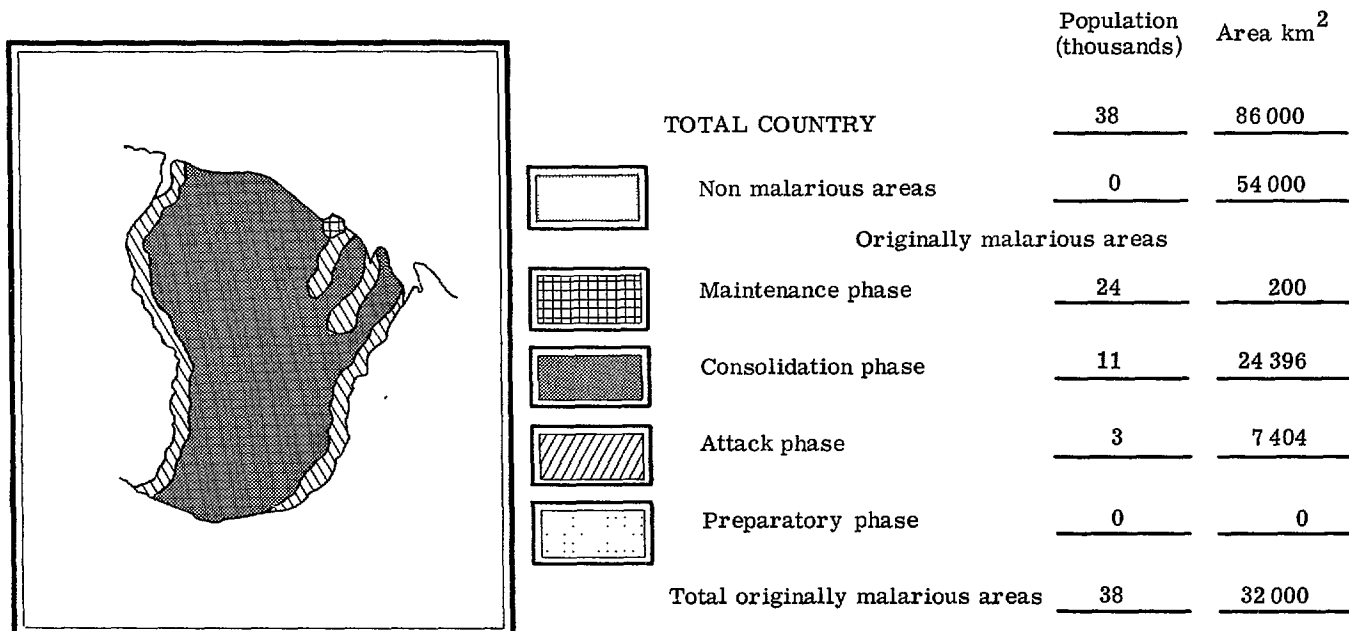 Population (thousands) Area km²
TOTAL COUNTRY 38 86 000
Non malarious areas 0 54 000
Originally malarious areas
Maintenance phase 24 200
Consolidation phase 11 24 396
Attack phase 3 7 404
Preparatory phase 0 0
Total originally malarious areas 38 32 000